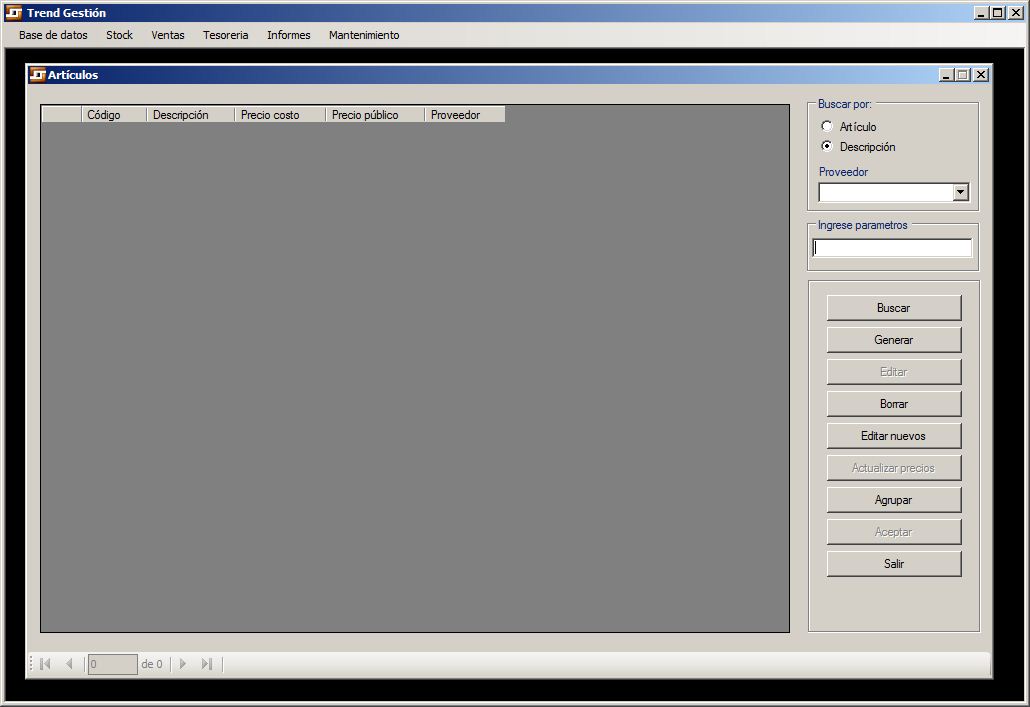 Trend Gestión
Base de datos Stock Ventas Tesoreria Informes Mantenimiento
Artículos
Código Descripción Precio costo Precio público Proveedor
Buscar por:
Artículo
Descripción
Proveedor
Ingrese parametros
Buscar
Generar
Editar
Borrar
Editar nuevos
Actualizar precios
Agrupar
Aceptar
Salir
0 de 0